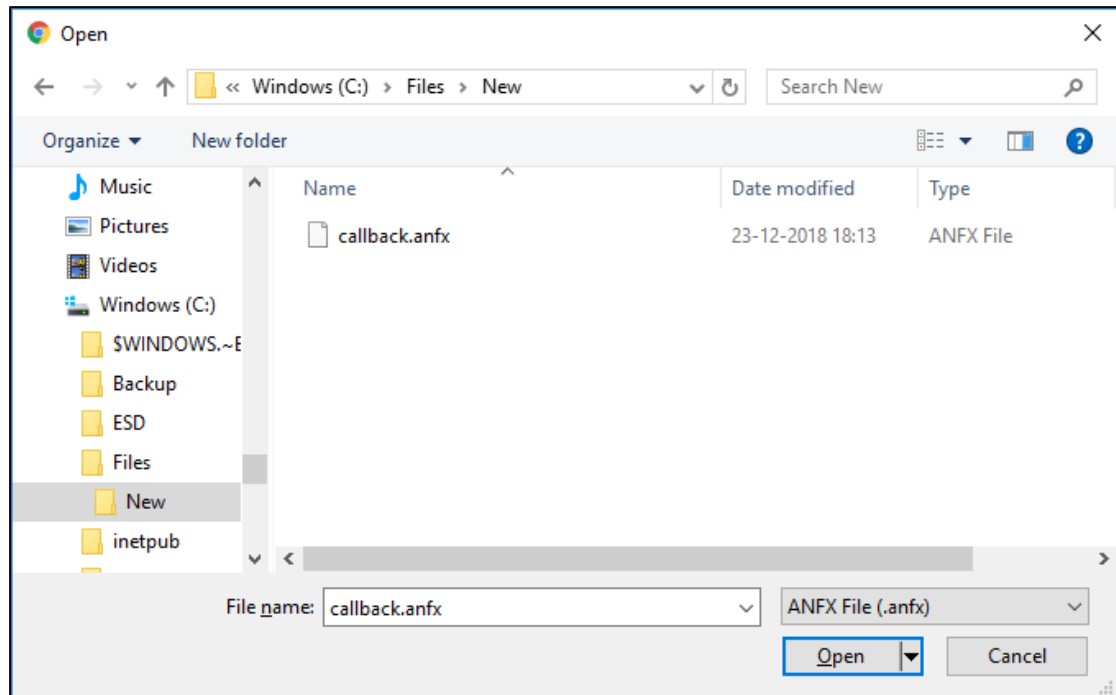 Open
« Windows (C:) › Files › New
Search New
Organize
New folder
?
Music
Pictures
Videos
Windows (C:)
$WINDOWS.~E
Backup
ESD
Files
New
inetpub
Name
Date modified
Type
callback.anfx
23-12-2018 18:13
ANFX File
File name:
callback.anfx
ANFX File (.anfx)
Open
Cancel